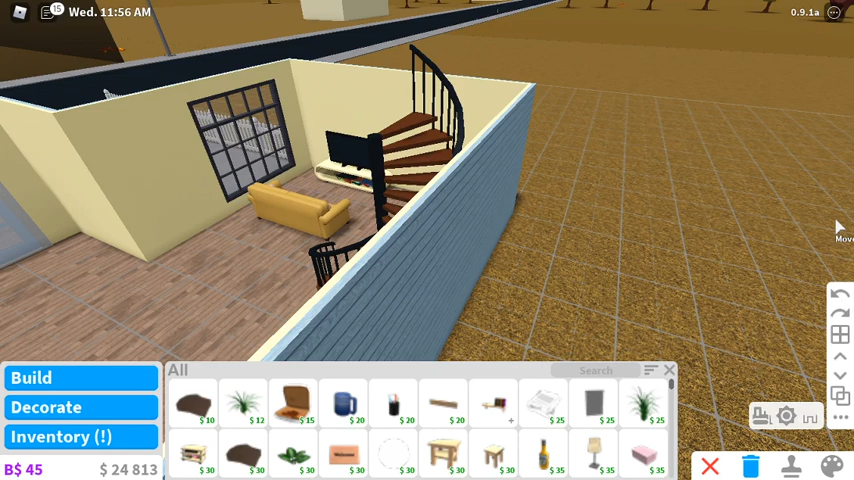 15 Wed. 11:56 AM
0.9.1a
Move
Build
Decorate
Inventory (!)
B$ 45 $ 24 813
All
Search
$ 10 $ 12 $ 15 $ 20 $ 20 $ 20 + $ 25 $ 25 $ 25
Welcome
$ 30 $ 30 $ 30 $ 30 $ 30 $ 30 $ 30 $ 35 $ 35 $ 35